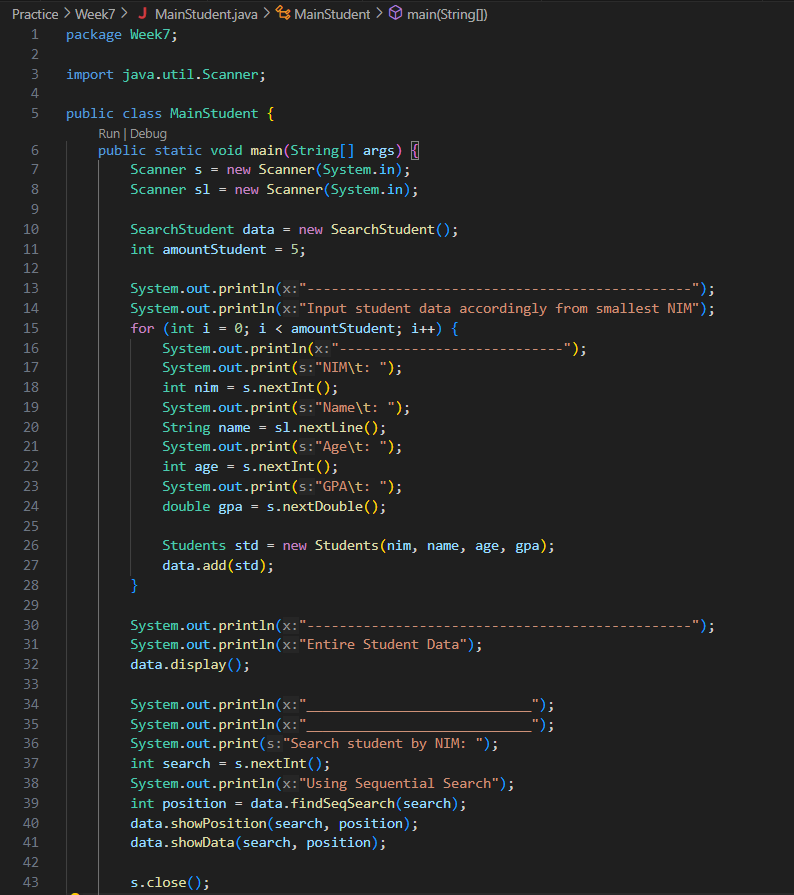 Practice > Week7 > J MainStudent.java > MainStudent > main(String[])
1 package Week7;
2
3 import java.util.Scanner;
4
5 public class MainStudent {
Run | Debug
6 public static void main(String[] args) {
7 Scanner s = new Scanner(System.in);
8 Scanner sl = new Scanner(System.in);
9
10 SearchStudent data = new SearchStudent();
11 int amountStudent = 5;
12
13 System.out.println(x:"-------------------------------------------------");
14 System.out.println(x:"Input student data accordingly from smallest NIM");
15 for (int i = 0; i < amountStudent; i++) {
16 System.out.println(x:"----------------------------");
17 System.out.print(s:"NIM\t: ");
18 int nim = s.nextInt();
19 System.out.print(s:"Name\t: ");
20 String name = sl.nextLine();
21 System.out.print(s:"Age\t: ");
22 int age = s.nextInt();
23 System.out.print(s:"GPA\t: ");
24 double gpa = s.nextDouble();
25
26 Students std = new Students(nim, name, age, gpa);
27 data.add(std);
28 }
29
30 System.out.println(x:"-------------------------------------------------");
31 System.out.println(x:"Entire Student Data");
32 data.display();
33
34 System.out.println(x:"____________________________");
35 System.out.println(x:"____________________________");
36 System.out.print(s:"Search student by NIM: ");
37 int search = s.nextInt();
38 System.out.println(x:"Using Sequential Search");
39 int position = data.findSeqSearch(search);
40 data.showPosition(search, position);
41 data.showData(search, position);
42
43 s.close();